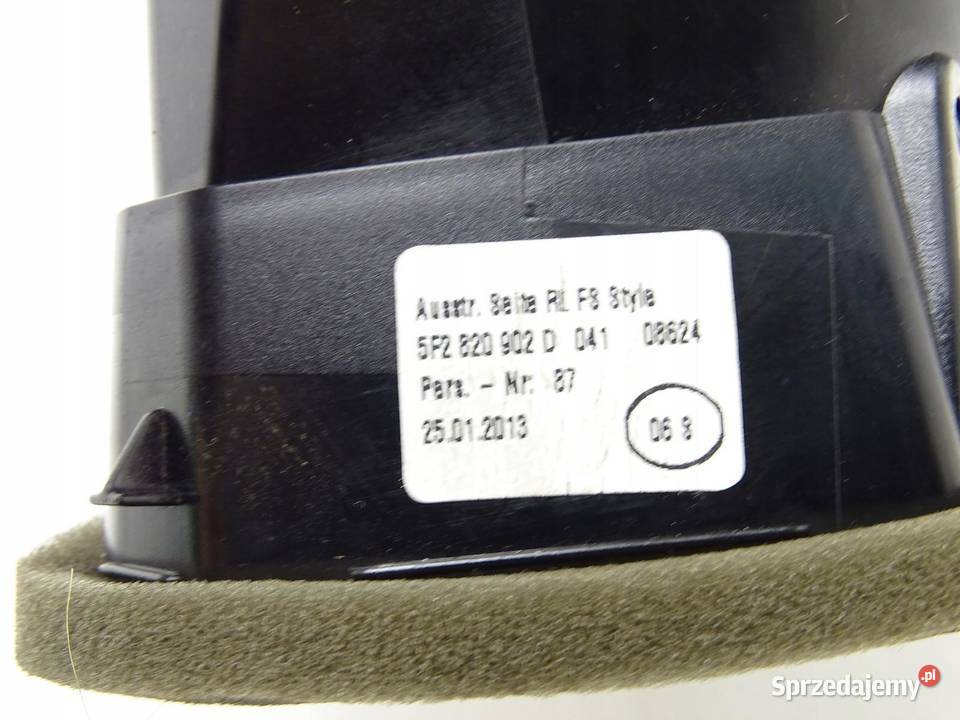 Ausstr. Seite RL FS Style
5F2 820 902 D 041 08624
Pers. - Nr: 87
25.01.2013
06 8
Sprzedajemy.pl